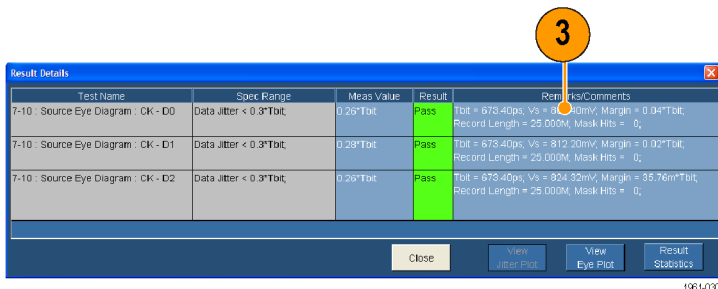 3
Result Details
Test Name Spec Range Meas Value Result Remarks/Comments
7-10 : Source Eye Diagram : CK - D0 Data Jitter < 0.3*Tbit; 0.26*Tbit Pass Tbit = 673.40ps; Vs = Margin = 0.04*Tbit;
Record Length = 25.000M; Mask Hits = 0;
7-10 : Source Eye Diagram : CK - D1 Data Jitter < 0.3*Tbit; 0.28*Tbit Pass Tbit = 673.40ps; Vs = 812.20mV; Margin = 0.02*Tbit;
Record Length = 25.000M; Mask Hits = 0;
7-10 : Source Eye Diagram : CK - D2 Data Jitter < 0.3*Tbit; 0.26*Tbit Pass Tbit = 673.40ps; Vs = 824.32mV; Margin = 35.76m*Tbit;
Record Length = 25.000M; Mask Hits = 0;
Close View Jitter Plot View Eye Plot Result Statistics